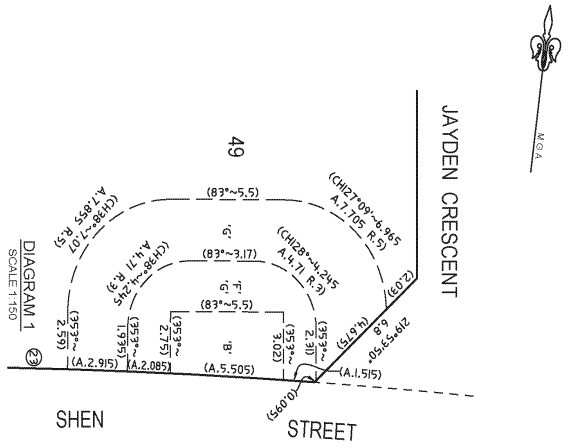 M.G.A.
JAYDEN CRESCENT
49
(83°~5.5)
(CH127°09'~6.965
A.7.705 R.5)
(CH38°~7.07
A.7.855 R.5)
'G'
(83°~3.17)
(CH128°~4.245
A.4.71 R.3)
(CH38°~4.245
A.4.71 R.3)
'F'
(83°~5.5)
(2.03)
219°53'50"
6.8
(4.675)
DIAGRAM 1
SCALE 1:150
(353°~
2.59)
(353°~
1.935)
(353°~
2.75)
'B'
(353°~
3.02)
(353°~
2.31)
23
(A.2.915)
(A.2.085)
(A.5.505)
(A.1.515)
(0.095)
SHEN STREET